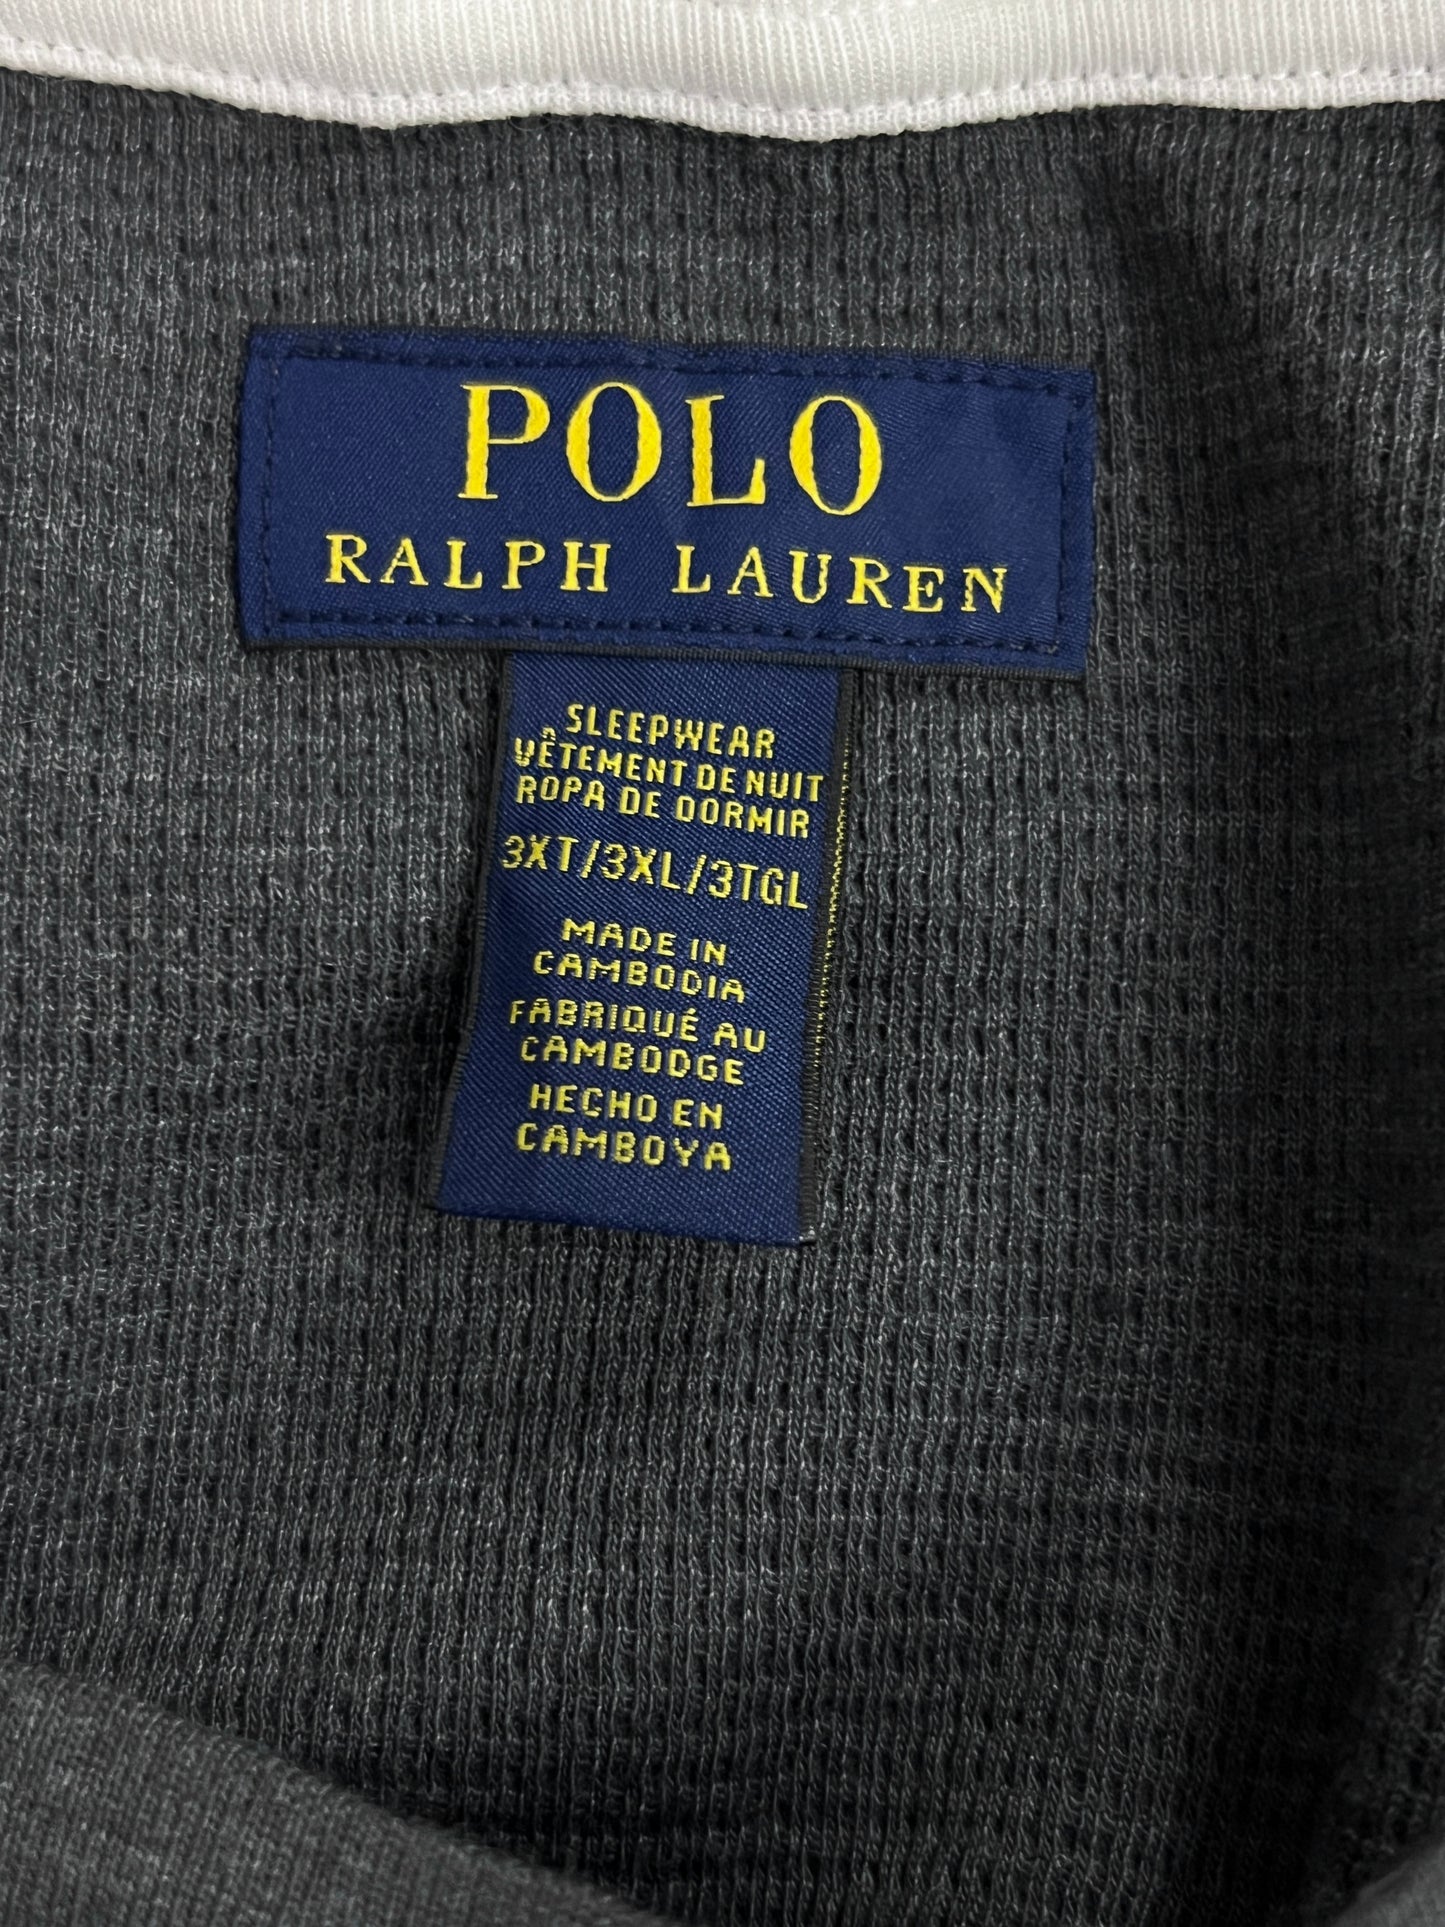 POLO
RALPH LAUREN
SLEEPWEAR
VÊTEMENT DE NUIT
ROPA DE DORMIR
3XT/3XL/3TGL
MADE IN
CAMBODIA
FABRIQUÉ AU
CAMBODGE
HECHO EN
CAMBOYA